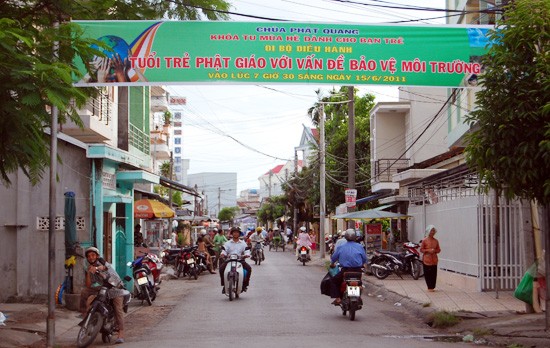 CHÙA PHẬT QUANG
KHÓA TU MÙA HÈ DÀNH CHO BẠN TRẺ
ĐI BỘ DIỄU HÀNH
TUỔI TRẺ PHẬT GIÁO VỚI VẤN ĐỀ BẢO VỆ MÔI TRƯỜNG
VÀO LÚC 7 GIỜ 30 SÁNG NGÀY 15/6/2011